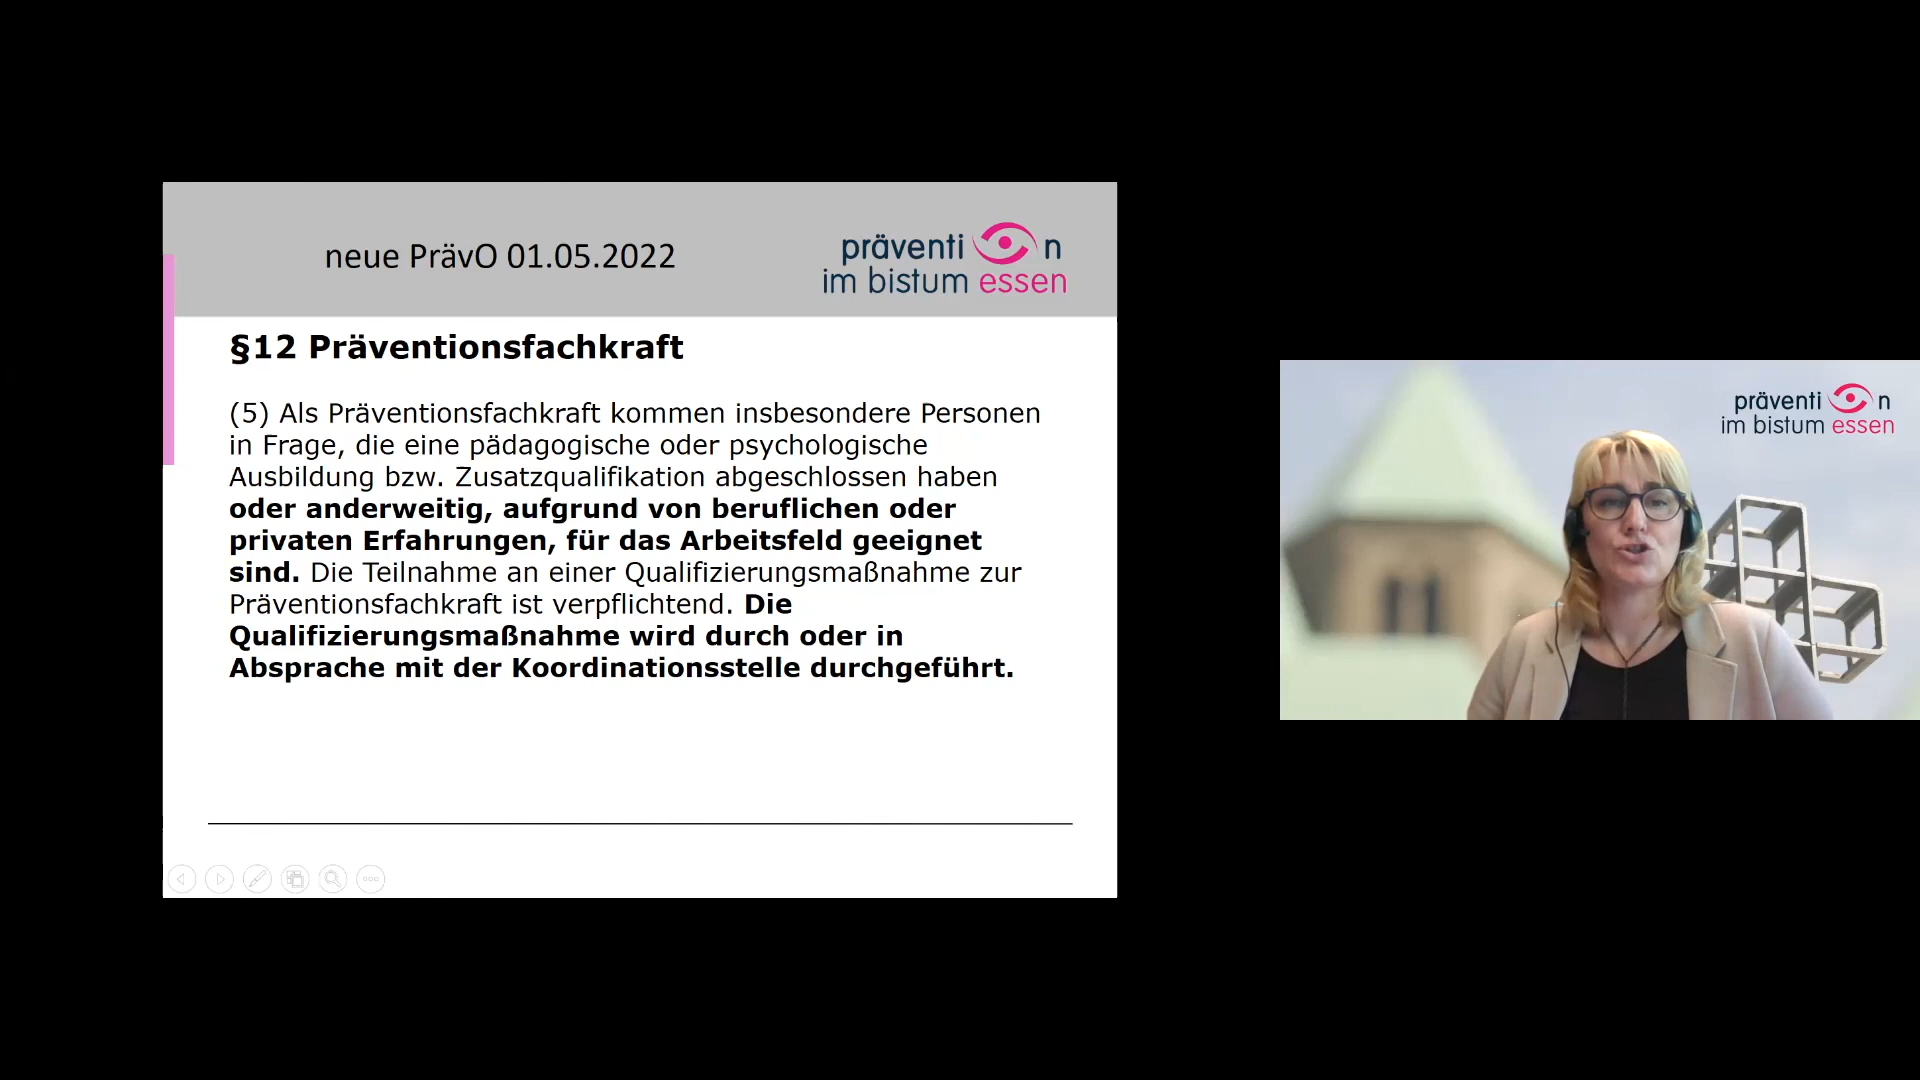 neue PrävO 01.05.2022
präventi n
im bistum essen
§12 Präventionsfachkraft
(5) Als Präventionsfachkraft kommen insbesondere Personen
in Frage, die eine pädagogische oder psychologische
Ausbildung bzw. Zusatzqualifikation abgeschlossen haben
oder anderweitig, aufgrund von beruflichen oder
privaten Erfahrungen, für das Arbeitsfeld geeignet
sind. Die Teilnahme an einer Qualifizierungsmaßnahme zur
Präventionsfachkraft ist verpflichtend. Die
Qualifizierungsmaßnahme wird durch oder in
Absprache mit der Koordinationsstelle durchgeführt.
präventi n
im bistum essen